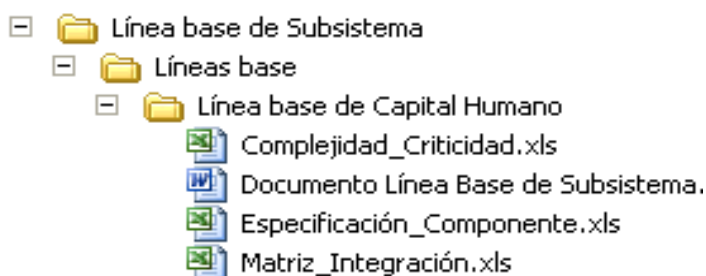 Línea base de Subsistema
Líneas base
Línea base de Capital Humano
Complejidad_Criticidad.xls
Documento Línea Base de Subsistema.
Especificación_Componente.xls
Matriz_Integración.xls